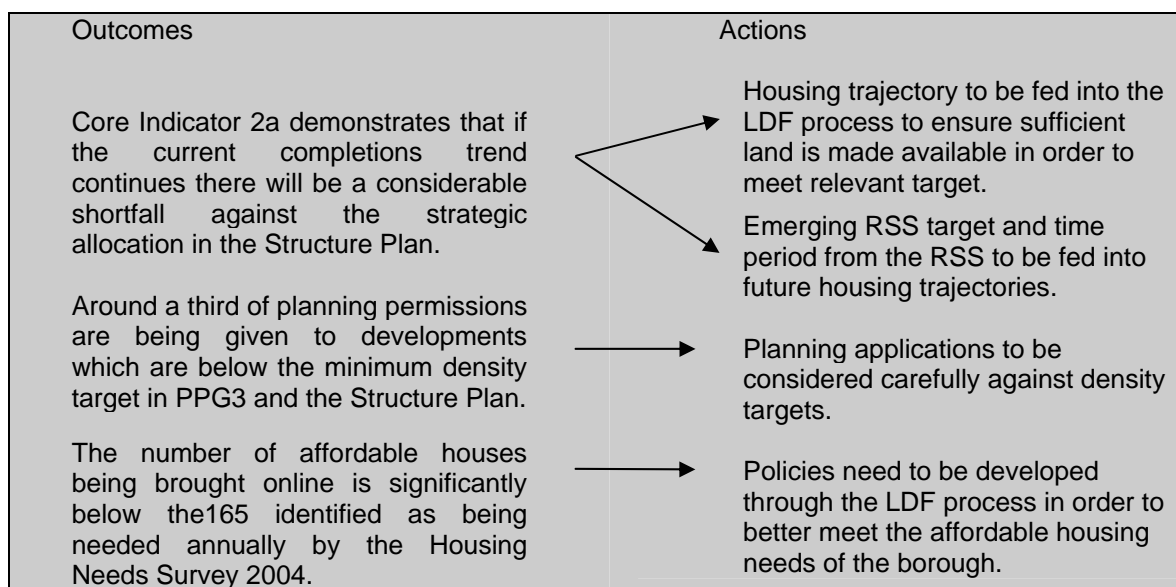 Outcomes
Core Indicator 2a demonstrates that if
the current completions trend
continues there will be a considerable
shortfall against the strategic
allocation in the Structure Plan.
Around a third of planning permissions
are being given to developments
which are below the minimum density
target in PPG3 and the Structure Plan.
The number of affordable houses
being brought online is significantly
below the165 identified as being
needed annually by the Housing
Needs Survey 2004.
Actions
Housing trajectory to be fed into the
LDF process to ensure sufficient
land is made available in order to
meet relevant target.
Emerging RSS target and time
period from the RSS to be fed into
future housing trajectories.
Planning applications to be
considered carefully against density
targets.
Policies need to be developed
through the LDF process in order to
better meet the affordable housing
needs of the borough.